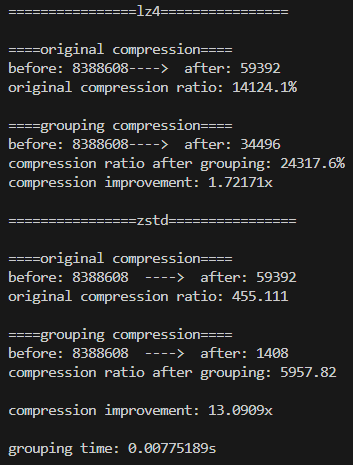 ================lz4================
====original compression====
before: 8388608---->  after: 59392
original compression ratio: 14124.1%
====grouping compression====
before: 8388608---->  after: 34496
compression ratio after grouping: 24317.6%
compression improvement: 1.72171x
================zstd================
====original compression====
before: 8388608  ---->  after: 59392
original compression ratio: 455.111
====grouping compression====
before: 8388608  ---->  after: 1408
compression ratio after grouping: 5957.82
compression improvement: 13.0909x
grouping time: 0.00775189s